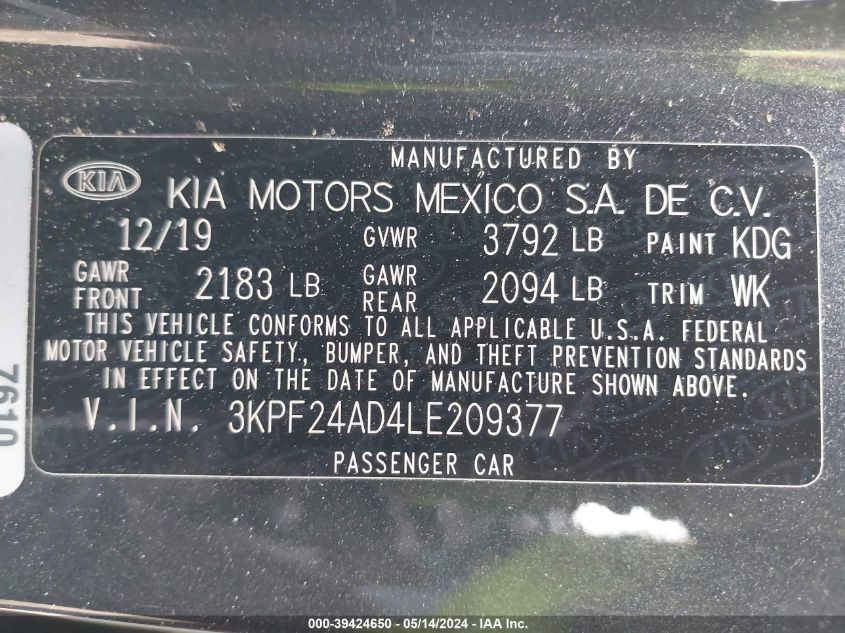 MANUFACTURED BY
KIA KIA MOTORS MEXICO S.A. DE C.V.
12/19 GVWR 3792 LB PAINT KDG
GAWR FRONT 2183 LB GAWR REAR 2094 LB TRIM WK
THIS VEHICLE CONFORMS TO ALL APPLICABLE U.S.A. FEDERAL
MOTOR VEHICLE SAFETY, BUMPER, AND THEFT PREVENTION STANDARDS
IN EFFECT ON THE DATE OF MANUFACTURE SHOWN ABOVE.
V.I.N. 3KPF24AD4LE209377
PASSENGER CAR
7610
000-39424650 - 05/14/2024 - IAA Inc.